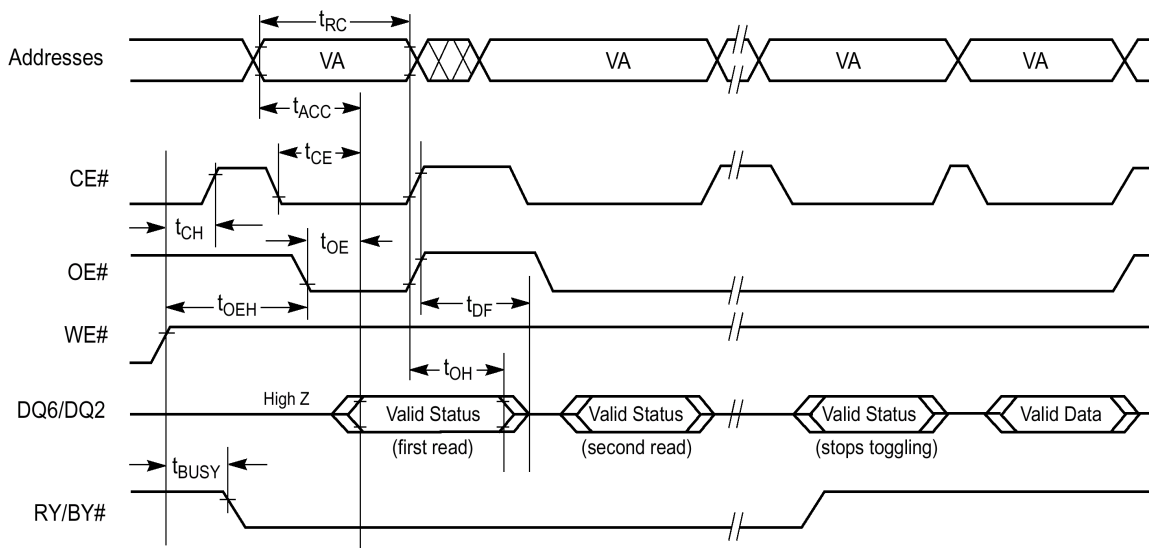 tRC
Addresses VA VA VA VA
tACC
tCE
CE#
tCH tOE
OE#
tOEH tDF
WE#
tOH
High Z
DQ6/DQ2 Valid Status Valid Status Valid Status Valid Data
(first read) (second read) (stops toggling)
tBUSY
RY/BY#